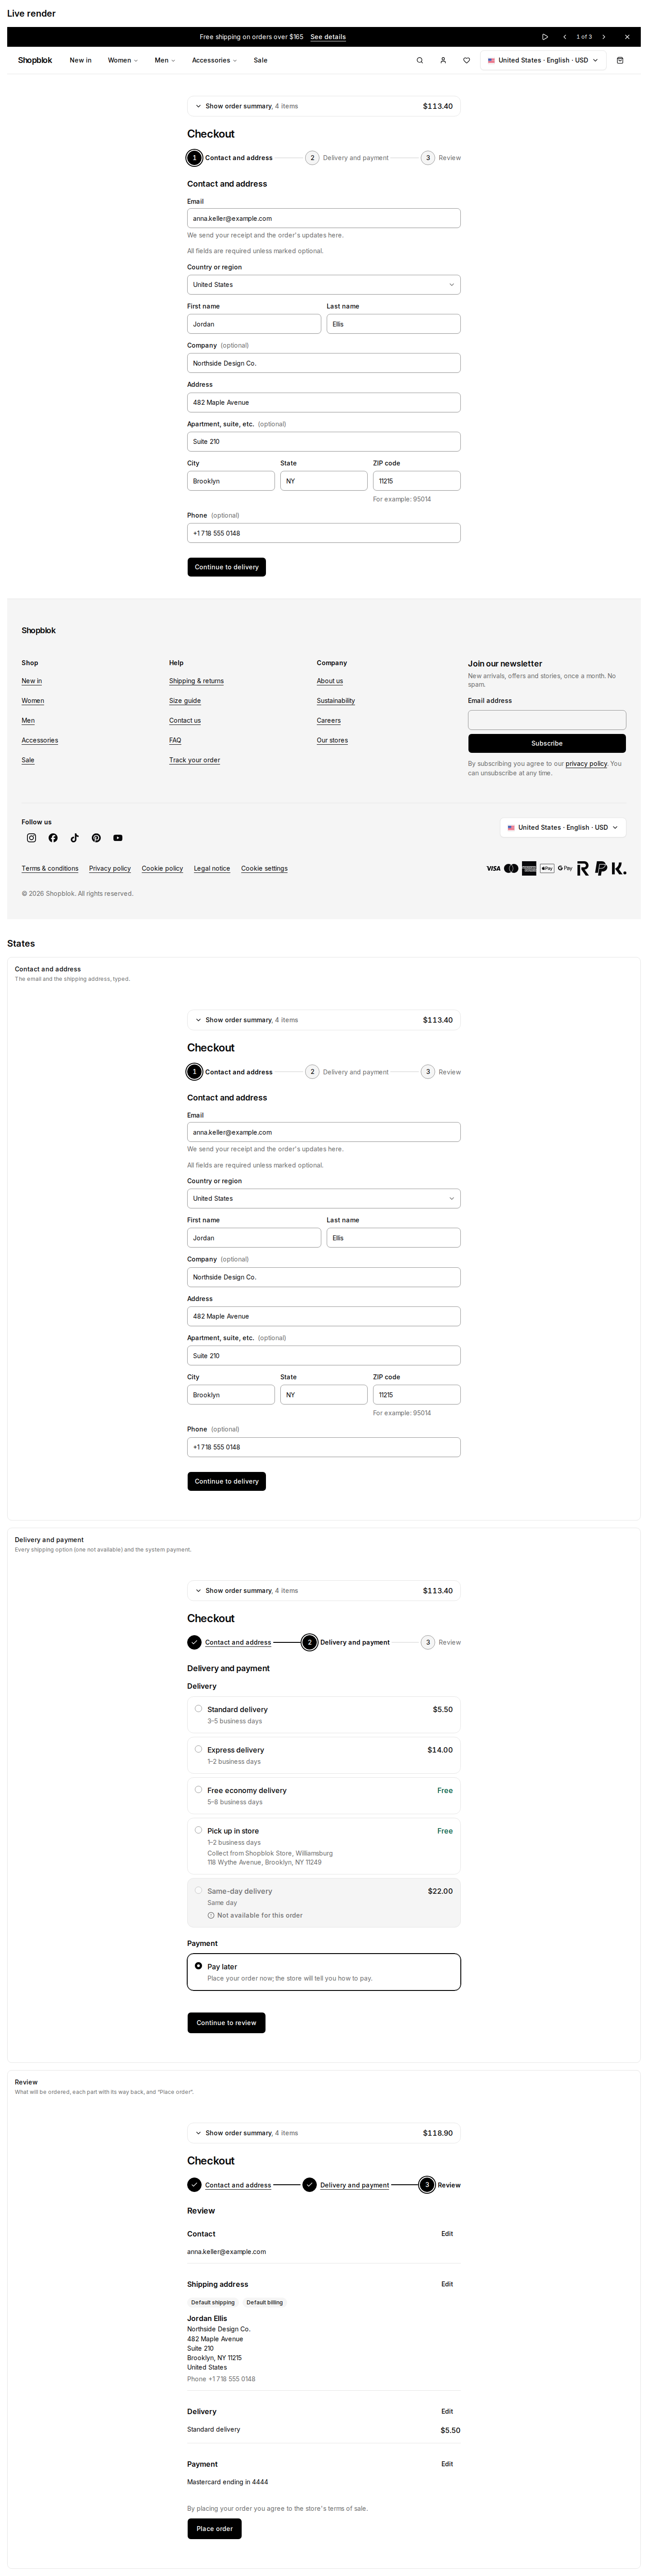 Live render
Free shipping on orders over $165 See details
1 of 3
Shopblok New in Women Men Accessories Sale
United States · English · USD
Show order summary, 4 items $113.40
Checkout
1 Contact and address 2 Delivery and payment 3 Review
Contact and address
Email
anna.keller@example.com
We send your receipt and the order's updates here.
All fields are required unless marked optional.
Country or region
United States
First name Last name
Jordan Ellis
Company (optional)
Northside Design Co.
Address
482 Maple Avenue
Apartment, suite, etc. (optional)
Suite 210
City State ZIP code
Brooklyn NY 11215
For example: 95014
Phone (optional)
+1 718 555 0148
Continue to delivery
Shopblok
Shop Help Company Join our newsletter
New arrivals, offers and stories, once a month. No spam.
New in Shipping & returns About us
Women Size guide Sustainability
Men Contact us Careers
Accessories FAQ Our stores
Sale Track your order
Email address
Subscribe
By subscribing you agree to our privacy policy. You can unsubscribe at any time.
Follow us
United States · English · USD
Terms & conditions Privacy policy Cookie policy Legal notice Cookie settings
VISA Pay G Pay K.
© 2026 Shopblok. All rights reserved.
States
Contact and address
The email and the shipping address, typed.
Show order summary, 4 items $113.40
Checkout
1 Contact and address 2 Delivery and payment 3 Review
Contact and address
Email
anna.keller@example.com
We send your receipt and the order's updates here.
All fields are required unless marked optional.
Country or region
United States
First name Last name
Jordan Ellis
Company (optional)
Northside Design Co.
Address
482 Maple Avenue
Apartment, suite, etc. (optional)
Suite 210
City State ZIP code
Brooklyn NY 11215
For example: 95014
Phone (optional)
+1 718 555 0148
Continue to delivery
Delivery and payment
Every shipping option (one not available) and the system payment.
Show order summary, 4 items $113.40
Checkout
Contact and address 2 Delivery and payment 3 Review
Delivery and payment
Delivery
Standard delivery $5.50
3–5 business days
Express delivery $14.00
1–2 business days
Free economy delivery Free
5–8 business days
Pick up in store Free
1–2 business days
Collect from Shopblok Store, Williamsburg
118 Wythe Avenue, Brooklyn, NY 11249
Same-day delivery $22.00
Same day
Not available for this order
Payment
Pay later
Place your order now; the store will tell you how to pay.
Continue to review
Review
What will be ordered, each part with its way back, and "Place order".
Show order summary, 4 items $118.90
Checkout
Contact and address Delivery and payment 3 Review
Review
Contact Edit
anna.keller@example.com
Shipping address Edit
Default shipping Default billing
Jordan Ellis
Northside Design Co.
482 Maple Avenue
Suite 210
Brooklyn, NY 11215
United States
Phone +1 718 555 0148
Delivery Edit
Standard delivery $5.50
Payment Edit
Mastercard ending in 4444
By placing your order you agree to the store's terms of sale.
Place order